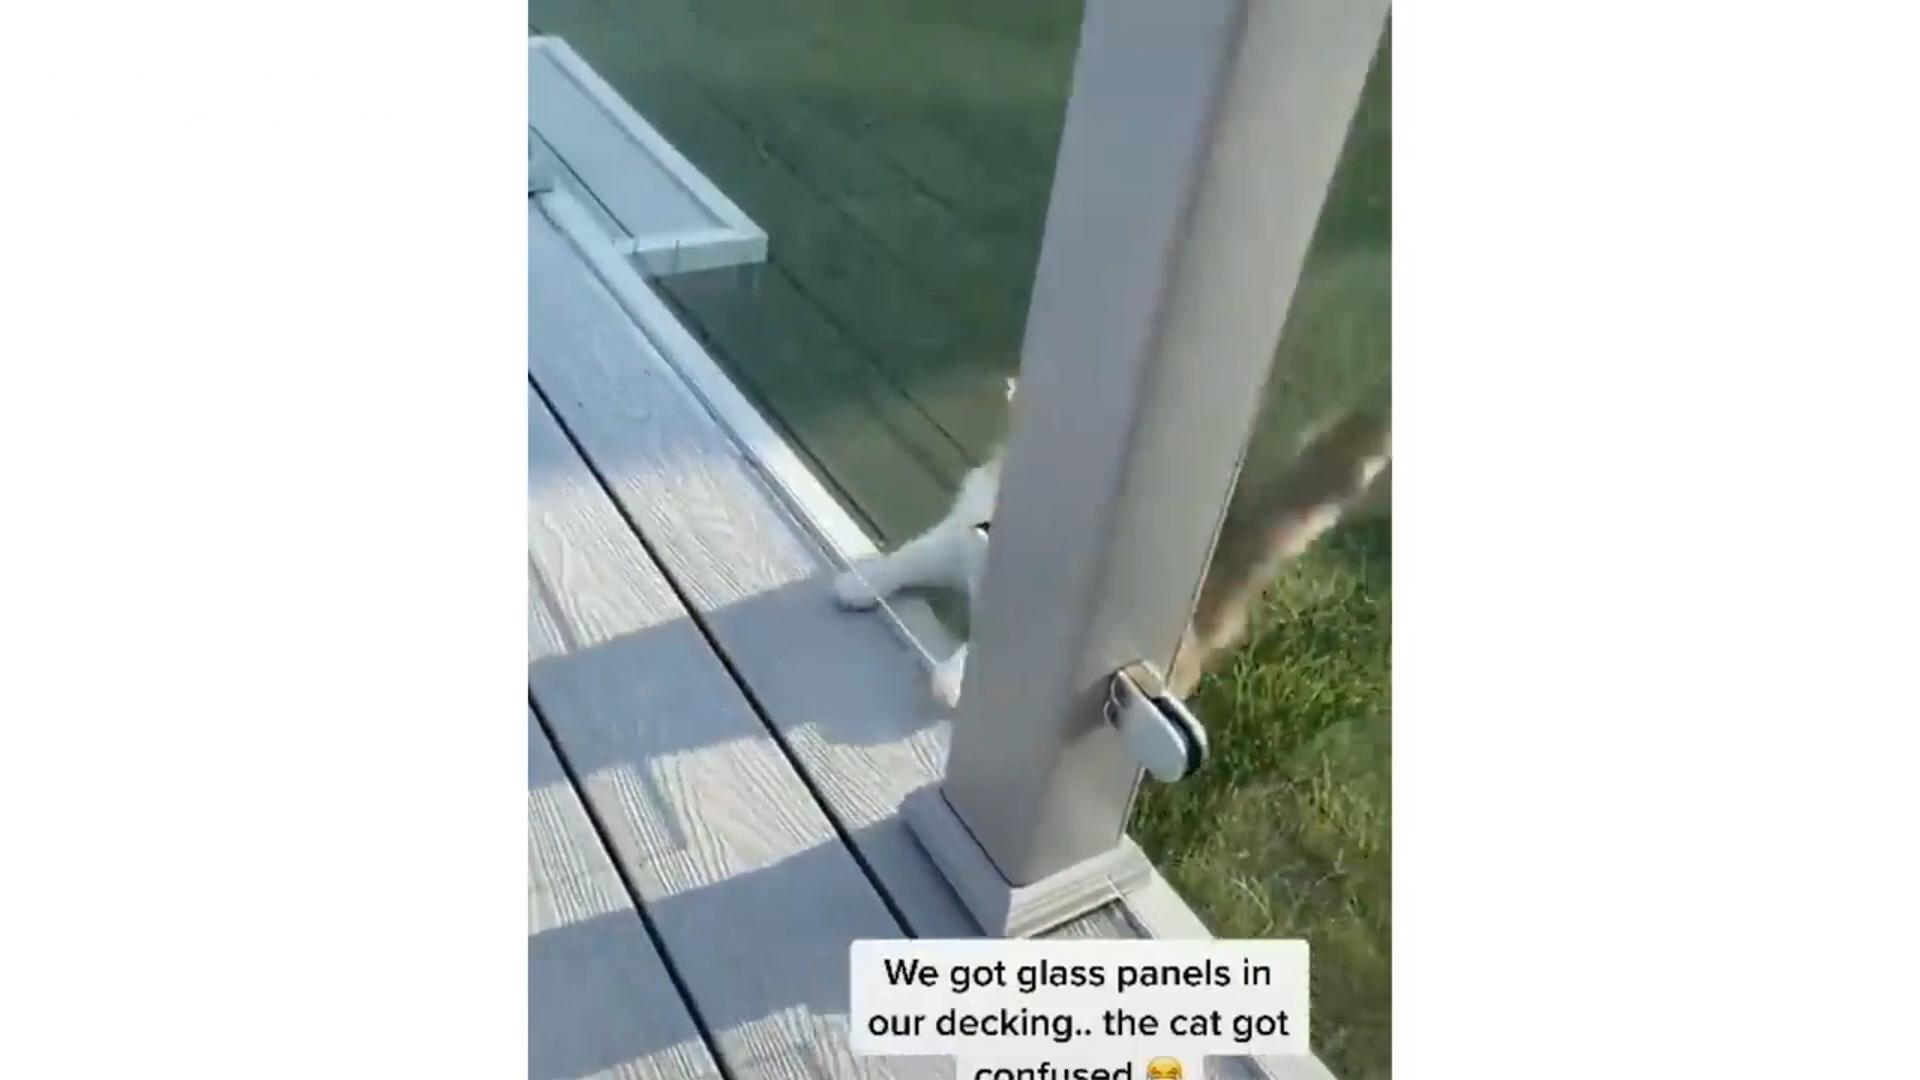 We got glass panels in
our decking.. the cat got
confused 😂